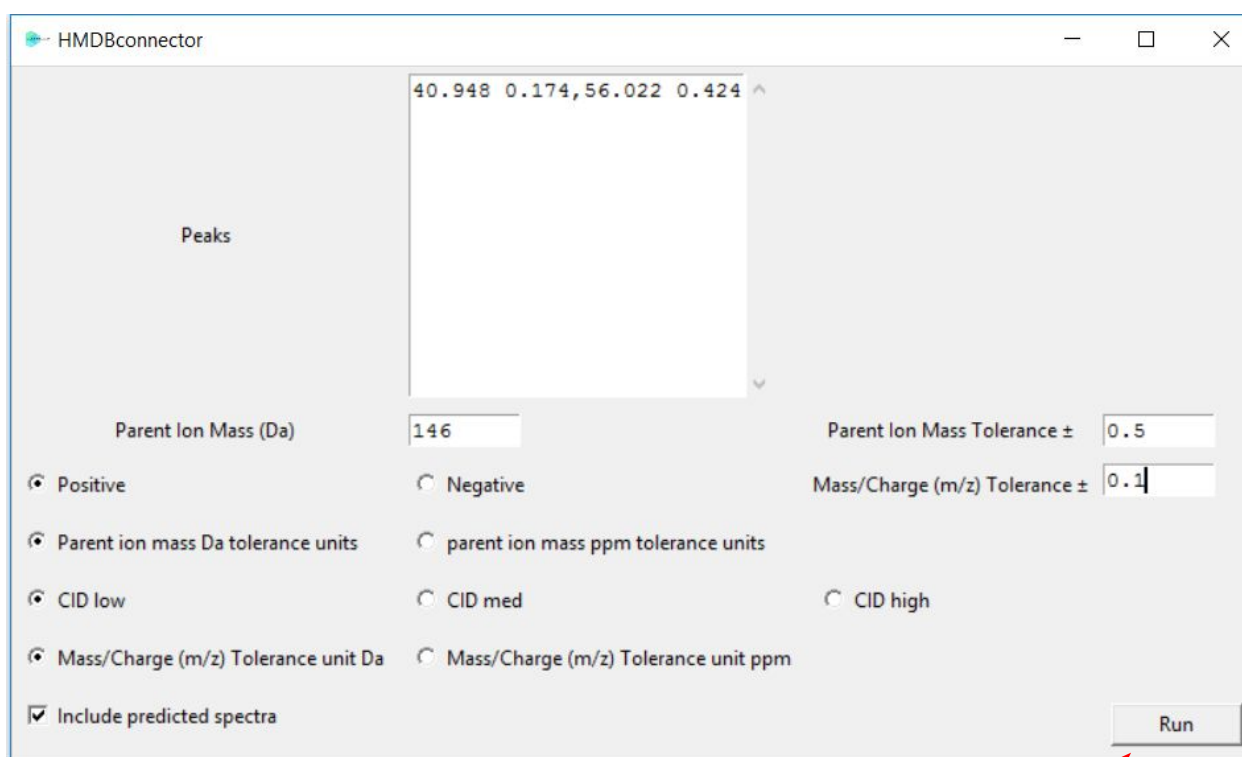 HMDBconnector
40.948 0.174,56.022 0.424
Peaks
Parent Ion Mass (Da) 146 Parent Ion Mass Tolerance ± 0.5
Positive Negative Mass/Charge (m/z) Tolerance ± 0.1
Parent ion mass Da tolerance units parent ion mass ppm tolerance units
CID low CID med CID high
Mass/Charge (m/z) Tolerance unit Da Mass/Charge (m/z) Tolerance unit ppm
Include predicted spectra
Run